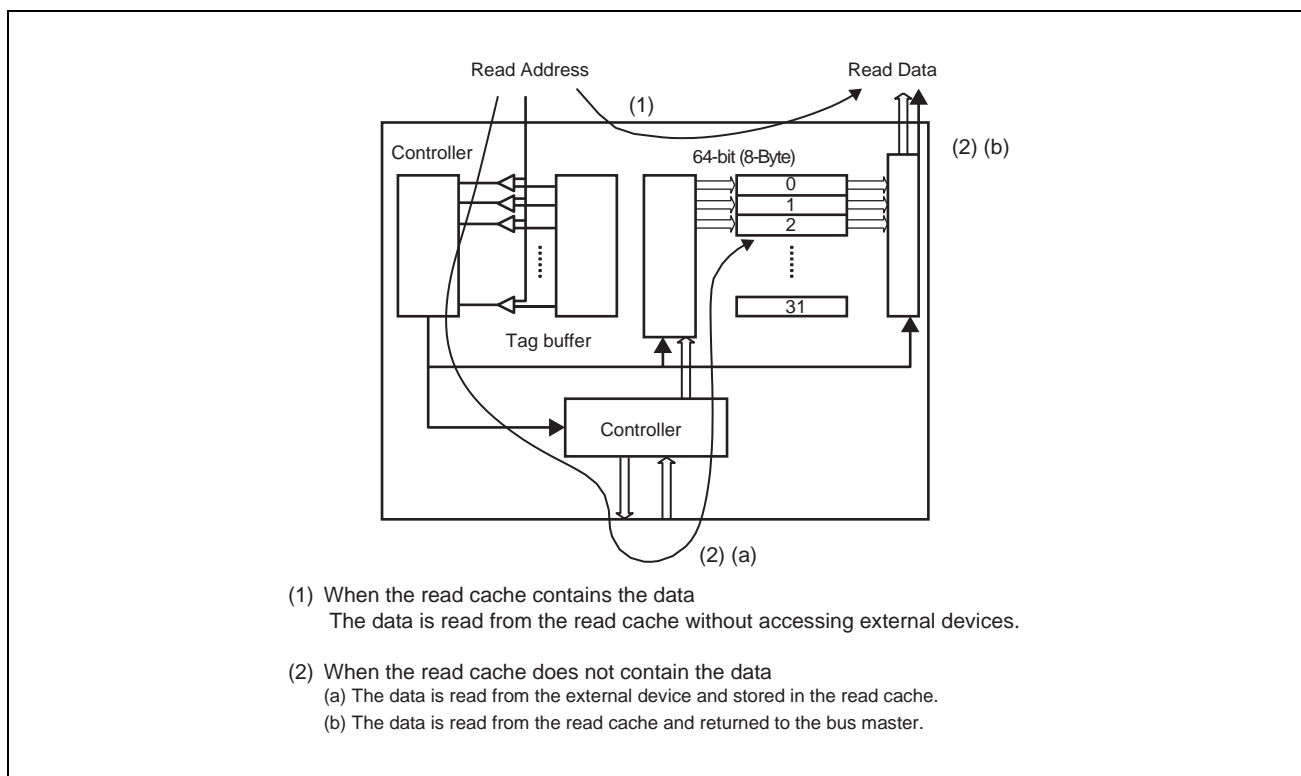 Read Address
Read Data
(1)
Controller
64-bit (8-Byte)
(2) (b)
0
1
2
31
Tag buffer
Controller
(2) (a)
(1) When the read cache contains the data
The data is read from the read cache without accessing external devices.
(2) When the read cache does not contain the data
(a) The data is read from the external device and stored in the read cache.
(b) The data is read from the read cache and returned to the bus master.